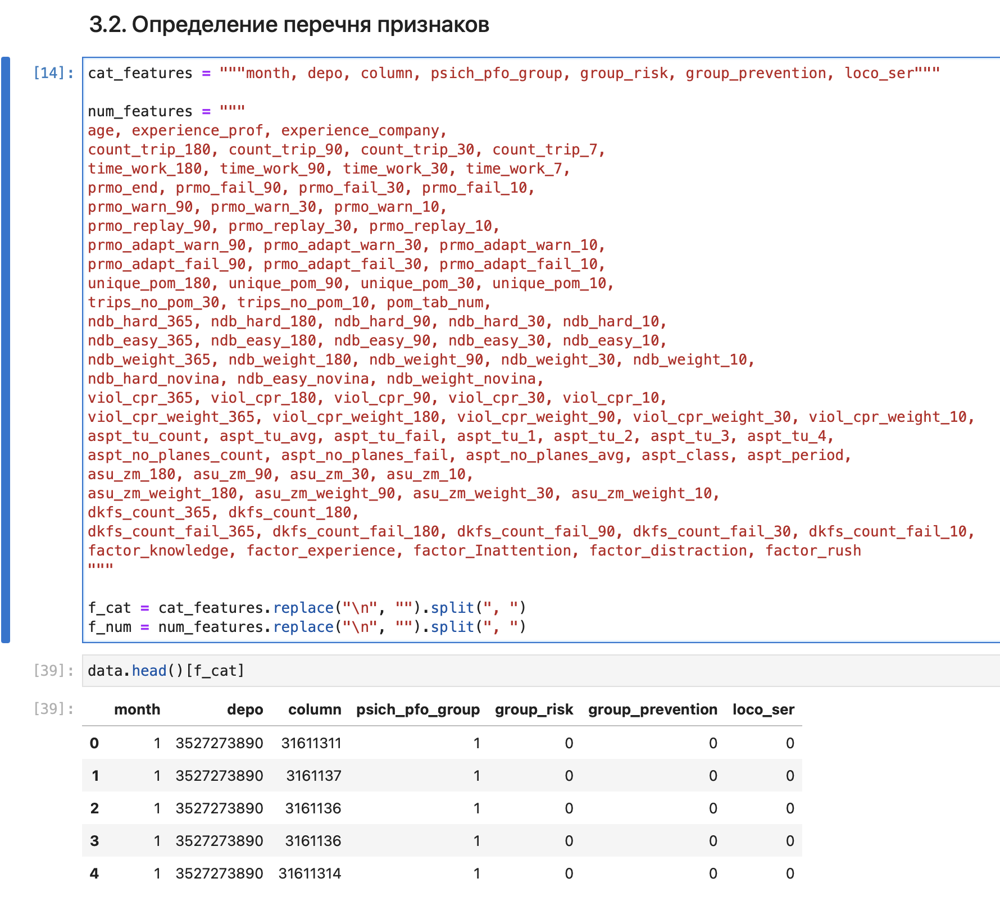 3.2. Определение перечня признаков
[14]: cat_features = """month, depo, column, psich_pfo_group, group_risk, group_prevention, loco_ser"""
num_features = """
age, experience_prof, experience_company,
count_trip_180, count_trip_90, count_trip_30, count_trip_7,
time_work_180, time_work_90, time_work_30, time_work_7,
prmo_end, prmo_fail_90, prmo_fail_30, prmo_fail_10,
prmo_warn_90, prmo_warn_30, prmo_warn_10,
prmo_replay_90, prmo_replay_30, prmo_replay_10,
prmo_adapt_warn_90, prmo_adapt_warn_30, prmo_adapt_warn_10,
prmo_adapt_fail_90, prmo_adapt_fail_30, prmo_adapt_fail_10,
unique_pom_180, unique_pom_90, unique_pom_30, unique_pom_10,
trips_no_pom_30, trips_no_pom_10, pom_tab_num,
ndb_hard_365, ndb_hard_180, ndb_hard_90, ndb_hard_30, ndb_hard_10,
ndb_easy_365, ndb_easy_180, ndb_easy_90, ndb_easy_30, ndb_easy_10,
ndb_weight_365, ndb_weight_180, ndb_weight_90, ndb_weight_30, ndb_weight_10,
ndb_hard_novina, ndb_easy_novina, ndb_weight_novina,
viol_cpr_365, viol_cpr_180, viol_cpr_90, viol_cpr_30, viol_cpr_10,
viol_cpr_weight_365, viol_cpr_weight_180, viol_cpr_weight_90, viol_cpr_weight_30, viol_cpr_weight_10,
aspt_tu_count, aspt_tu_avg, aspt_tu_fail, aspt_tu_1, aspt_tu_2, aspt_tu_3, aspt_tu_4,
aspt_no_planes_count, aspt_no_planes_fail, aspt_no_planes_avg, aspt_class, aspt_period,
asu_zm_180, asu_zm_90, asu_zm_30, asu_zm_10,
asu_zm_weight_180, asu_zm_weight_90, asu_zm_weight_30, asu_zm_weight_10,
dkfs_count_365, dkfs_count_180,
dkfs_count_fail_365, dkfs_count_fail_180, dkfs_count_fail_90, dkfs_count_fail_30, dkfs_count_fail_10,
factor_knowledge, factor_experience, factor_Inattention, factor_distraction, factor_rush
"""
f_cat = cat_features.replace("\n", "").split(", ")
f_num = num_features.replace("\n", "").split(", ")
[39]: data.head()[f_cat]
[39]: month depo column psich_pfo_group group_risk group_prevention loco_ser
0 1 3527273890 31611311 1 0 0 0
1 1 3527273890 3161137 1 0 0 0
2 1 3527273890 3161136 1 0 0 0
3 1 3527273890 3161136 1 0 0 0
4 1 3527273890 31611314 1 0 0 0